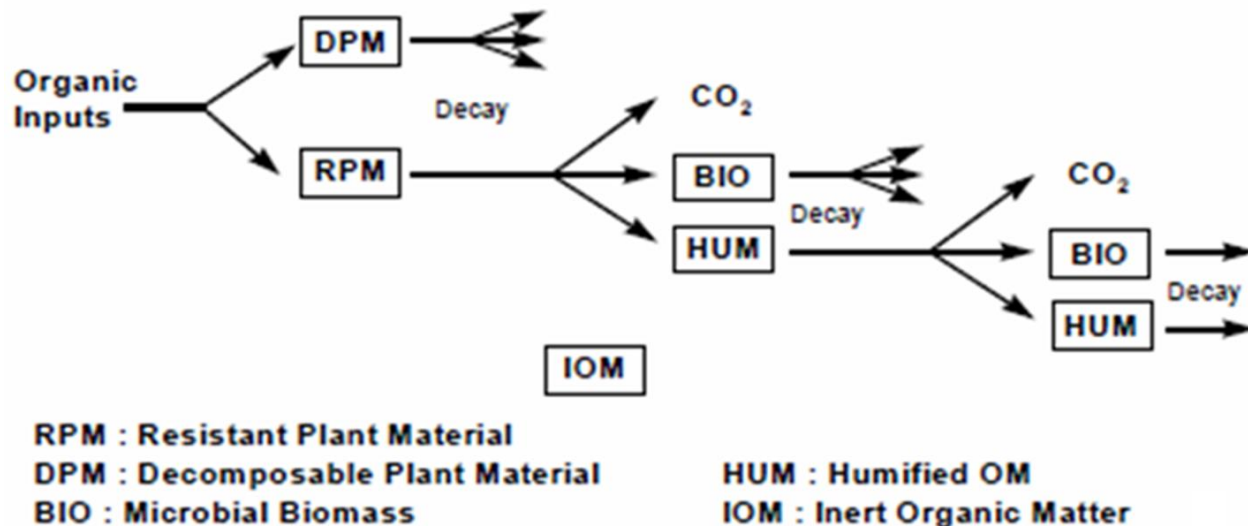 DPM
Organic
Inputs
Decay
CO₂
RPM
BIO
CO₂
Decay
HUM
BIO
Decay
HUM
IOM
RPM : Resistant Plant Material
DPM : Decomposable Plant Material
HUM : Humified OM
BIO : Microbial Biomass
IOM : Inert Organic Matter